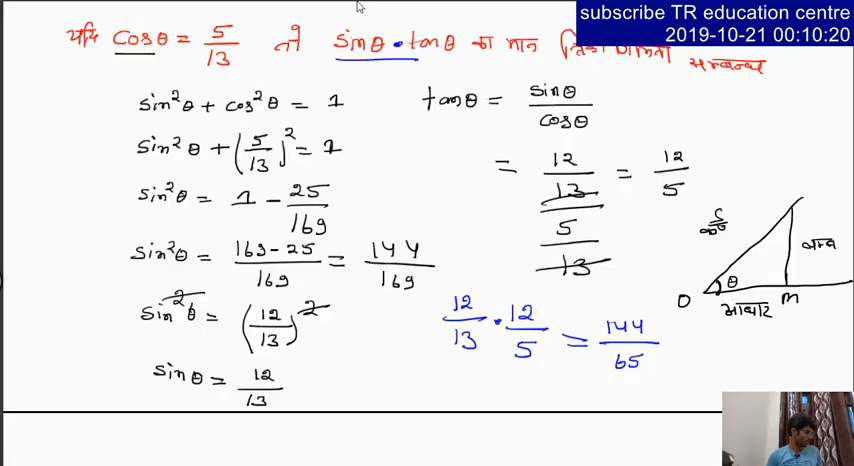 subscribe TR education centre
2019-10-21 00:10:20
यदि cosθ = 5/13 तो sinθ · tanθ का मान
सम्बन्ध
sin²θ + cos²θ = 1
sin²θ + (5/13)² = 1
sin²θ = 1 - 25/169
sin²θ = 169-25/169 = 144/169
sin²θ = (12/13)²
sinθ = 12/13
tanθ = sinθ/cosθ
= 12/13/5/13 = 12/5
12/13 · 12/5 = 144/65
लम्ब
θ
O
आधार
M